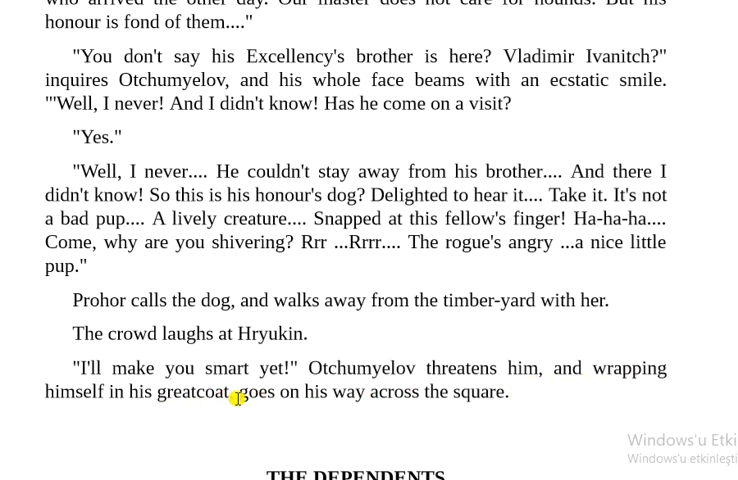 who arrived the other day. Our master does not care for hounds. But his
honour is fond of them...."
"You don't say his Excellency's brother is here? Vladimir Ivanitch?"
inquires Otchumyelov, and his whole face beams with an ecstatic smile.
"'Well, I never! And I didn't know! Has he come on a visit?
"Yes."
"Well, I never.... He couldn't stay away from his brother.... And there I
didn't know! So this is his honour's dog? Delighted to hear it.... Take it. It's not
a bad pup.... A lively creature.... Snapped at this fellow's finger! Ha-ha-ha....
Come, why are you shivering? Rrr ...Rrrr.... The rogue's angry ...a nice little
pup."
Prohor calls the dog, and walks away from the timber-yard with her.
The crowd laughs at Hryukin.
"I'll make you smart yet!" Otchumyelov threatens him, and wrapping
himself in his greatcoat goes on his way across the square.
Windows'u Etki
Windows'u etkinleşti
THE DEPENDENTS